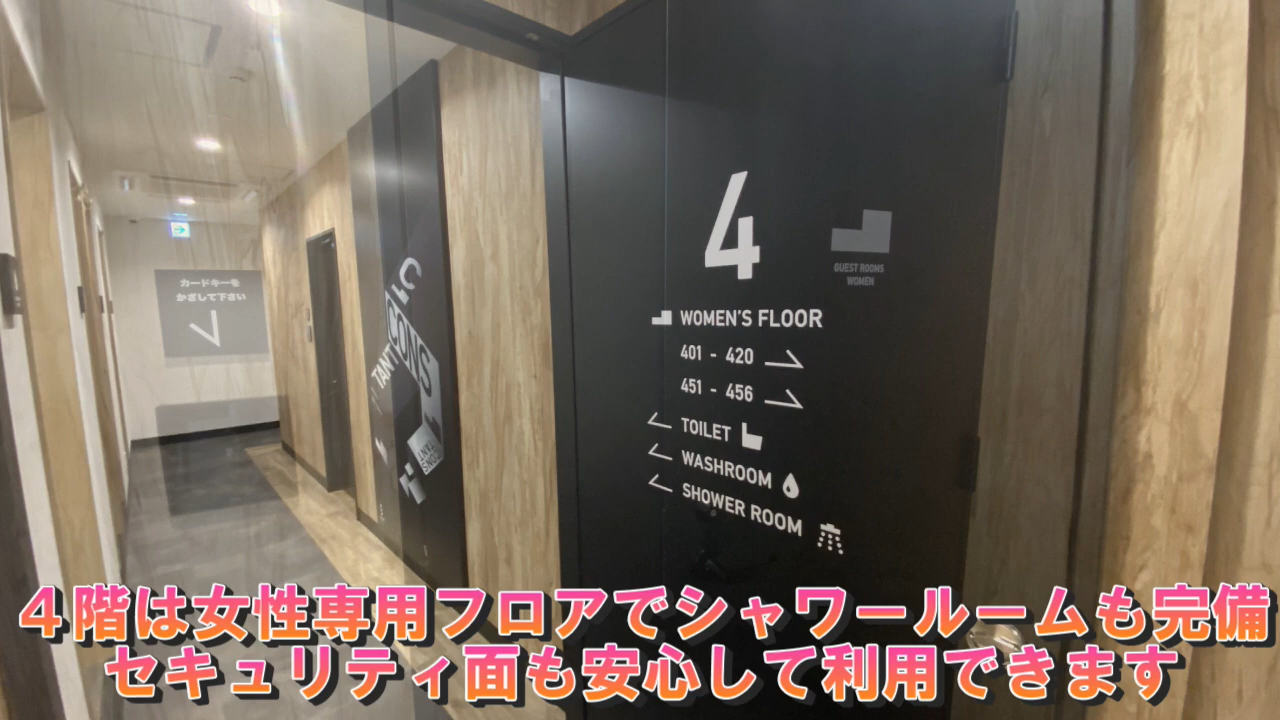 カードキーを
かざして下さい
CONS
TANT
4
GUEST ROOMS
WOMEN
WOMEN'S FLOOR
401 - 420
451 - 456
TOILET
WASHROOM
SHOWER ROOM
4階は女性専用フロアでシャワールームも完備
セキュリティ面も安心して利用できます